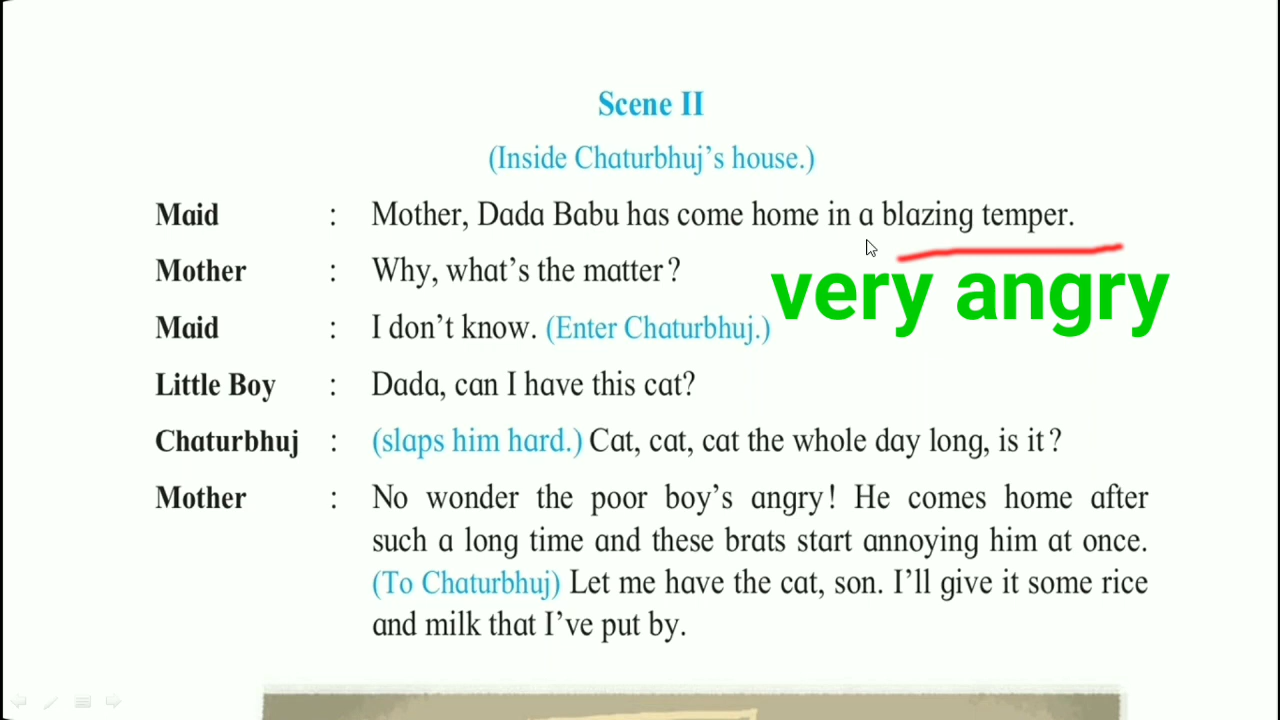 Scene II
(Inside Chaturbhuj's house.)
Maid : Mother, Dada Babu has come home in a blazing temper.
Mother : Why, what's the matter?
very angry
Maid : I don't know. (Enter Chaturbhuj.)
Little Boy : Dada, can I have this cat?
Chaturbhuj : (slaps him hard.) Cat, cat, cat the whole day long, is it?
Mother : No wonder the poor boy's angry! He comes home after
such a long time and these brats start annoying him at once.
(To Chaturbhuj) Let me have the cat, son. I'll give it some rice
and milk that I've put by.